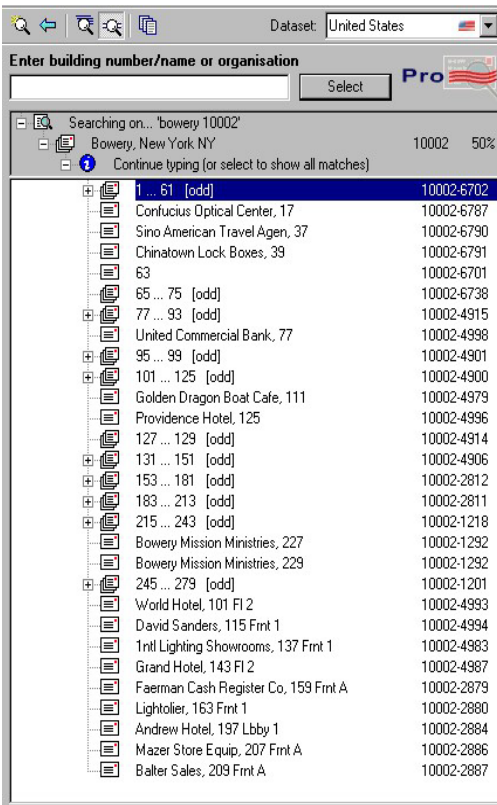 Dataset: United States
Enter building number/name or organisation
Select
Pro
Searching on... 'bowery 10002'
Bowery, New York NY 10002 50%
Continue typing (or select to show all matches)
1 ... 61 [odd] 10002-6702
Confucius Optical Center, 17 10002-6787
Sino American Travel Agen, 37 10002-6790
Chinatown Lock Boxes, 39 10002-6791
63 10002-6701
65 ... 75 [odd] 10002-6738
77 ... 93 [odd] 10002-4915
United Commercial Bank, 77 10002-4998
95 ... 99 [odd] 10002-4901
101 ... 125 [odd] 10002-4900
Golden Dragon Boat Cafe, 111 10002-4979
Providence Hotel, 125 10002-4996
127 ... 129 [odd] 10002-4914
131 ... 151 [odd] 10002-4906
153 ... 181 [odd] 10002-2812
183 ... 213 [odd] 10002-2811
215 ... 243 [odd] 10002-1218
Bowery Mission Ministries, 227 10002-1292
Bowery Mission Ministries, 229 10002-1292
245 ... 279 [odd] 10002-1201
World Hotel, 101 Fl 2 10002-4993
David Sanders, 115 Frnt 1 10002-4994
1ntl Lighting Showrooms, 137 Frnt 1 10002-4983
Grand Hotel, 143 Fl 2 10002-4987
Faerman Cash Register Co, 159 Frnt A 10002-2879
Lightolier, 163 Frnt 1 10002-2880
Andrew Hotel, 197 Lbby 1 10002-2884
Mazer Store Equip, 207 Frnt A 10002-2886
Balter Sales, 209 Frnt A 10002-2887